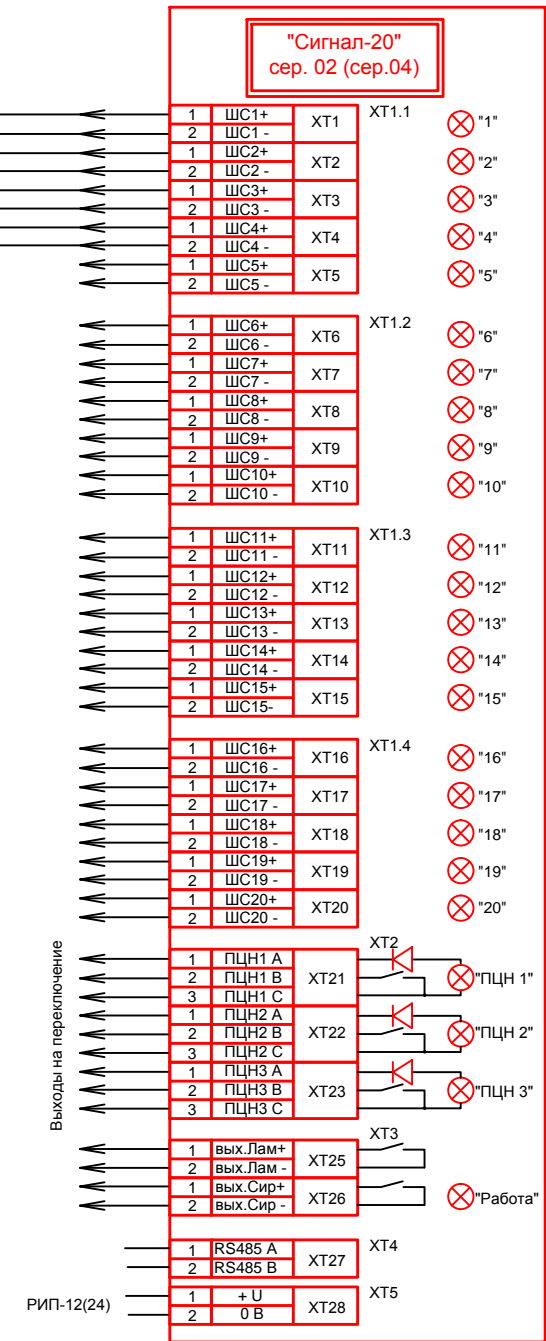 "Сигнал-20"
сер. 02 (сер.04)
1 ШС1+ XT1 XT1.1 "1"
2 ШС1 -
1 ШС2+ XT2 "2"
2 ШС2 -
1 ШС3+ XT3 "3"
2 ШС3 -
1 ШС4+ XT4 "4"
2 ШС4 -
1 ШС5+ XT5 "5"
2 ШС5 -
1 ШС6+ XT6 XT1.2 "6"
2 ШС6 -
1 ШС7+ XT7 "7"
2 ШС7 -
1 ШС8+ XT8 "8"
2 ШС8 -
1 ШС9+ XT9 "9"
2 ШС9 -
1 ШС10+ XT10 "10"
2 ШС10 -
1 ШС11+ XT11 XT1.3 "11"
2 ШС11 -
1 ШС12+ XT12 "12"
2 ШС12 -
1 ШС13+ XT13 "13"
2 ШС13 -
1 ШС14+ XT14 "14"
2 ШС14 -
1 ШС15+ XT15 "15"
2 ШС15-
1 ШС16+ XT16 XT1.4 "16"
2 ШС16 -
1 ШС17+ XT17 "17"
2 ШС17 -
1 ШС18+ XT18 "18"
2 ШС18 -
1 ШС19+ XT19 "19"
2 ШС19 -
1 ШС20+ XT20 "20"
2 ШС20 -
Выходы на переключение
XT2
1 ПЦН1 А
2 ПЦН1 В XT21 "ПЦН 1"
3 ПЦН1 С
1 ПЦН2 А
2 ПЦН2 В XT22 "ПЦН 2"
3 ПЦН2 С
1 ПЦН3 А
2 ПЦН3 В XT23 "ПЦН 3"
3 ПЦН3 С
XT3
1 вых.Лам+ XT25
2 вых.Лам -
1 вых.Сир+ XT26 "Работа"
2 вых.Сир -
1 RS485 A XT27 XT4
2 RS485 B
РИП-12(24) 1 + U XT28 XT5
2 0 В